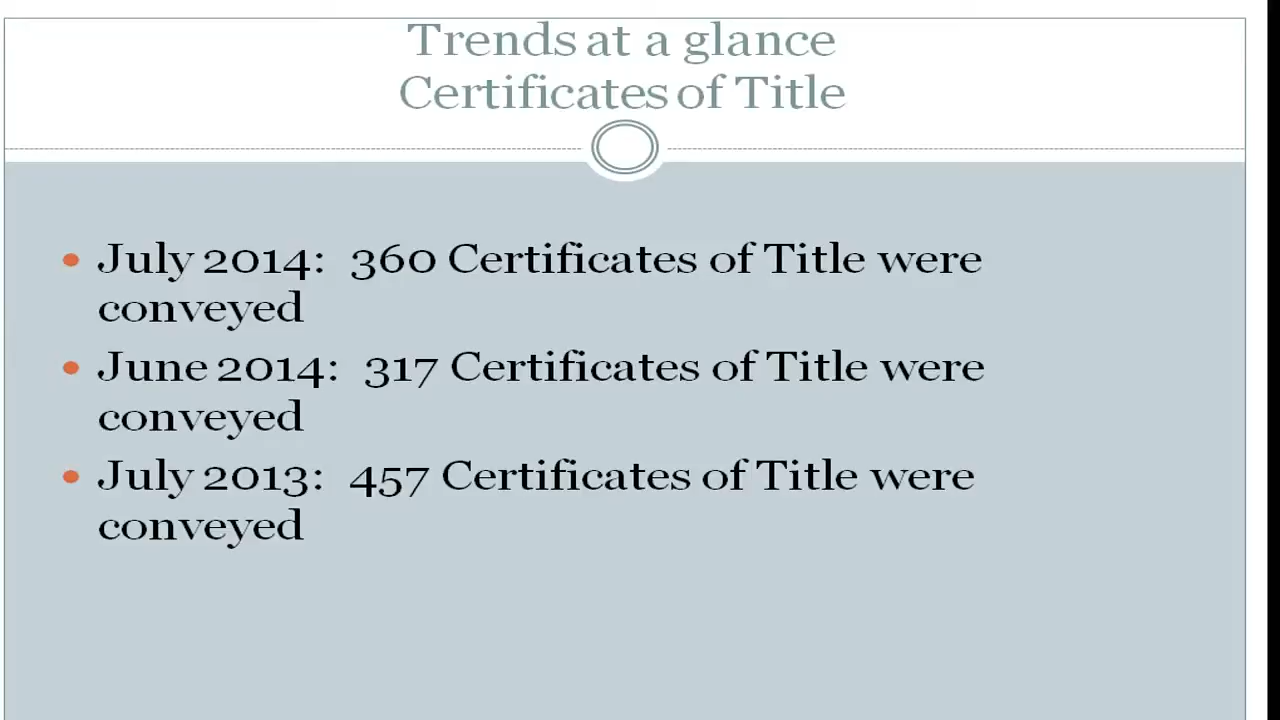 Trends at a glance
Certificates of Title
• July 2014:  360 Certificates of Title were
conveyed
• June 2014:  317 Certificates of Title were
conveyed
• July 2013:  457 Certificates of Title were
conveyed